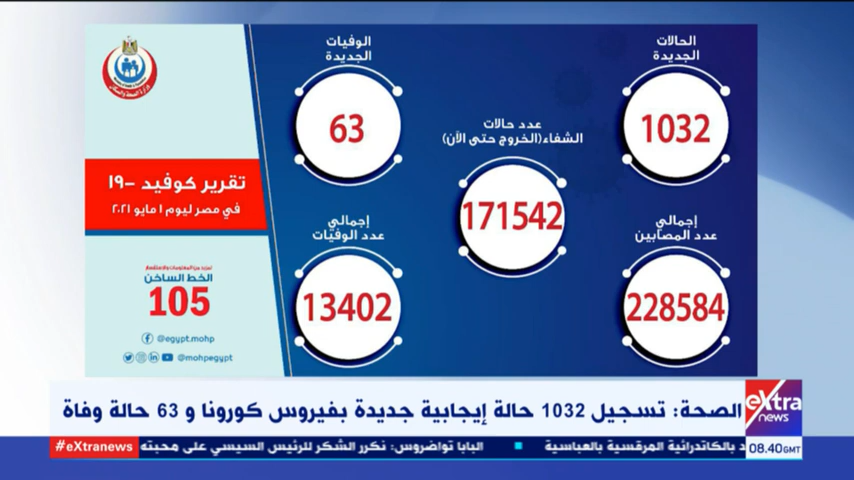 الحالات
الجديدة
1032
الوفيات
الجديدة
63
عدد حالات
الشفاء(الخروج حتى الآن)
171542
إجمالي
عدد المصابين
228584
إجمالي
عدد الوفيات
13402
تقرير كوفيد -١٩
في مصر ليوم ١ مايو ٢٠٢١
الخط الساخن
105
@egypt.mohp
@mohpegypt
الصحة: تسجيل 1032 حالة إيجابية جديدة بفيروس كورونا و 63 حالة وفاة
eXtra
news
08.40GMT
د بالكاتدرائية المرقسية بالعباسية ■ البابا تواضروس: نكرر الشكر للرئيس السيسي على محبته
#eXtranews